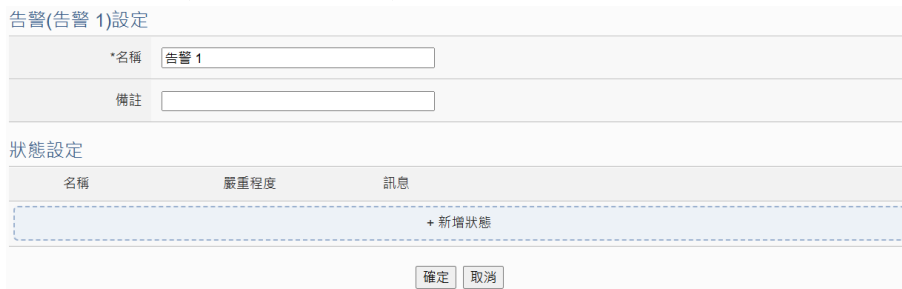 告警(告警 1)設定
*名稱 告警 1
備註
狀態設定
名稱 嚴重程度 訊息
+ 新增狀態
確定 取消